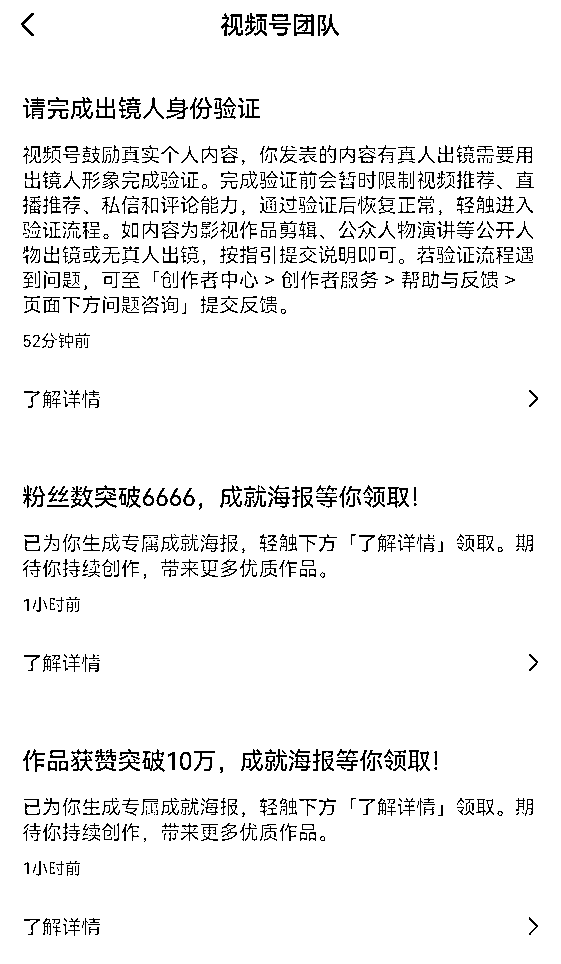 视频号团队
请完成出镜人身份验证
视频号鼓励真实个人内容，你发表的内容有真人出镜需要用
出镜人形象完成验证。完成验证前会暂时限制视频推荐、直
播推荐、私信和评论能力，通过验证后恢复正常，轻触进入
验证流程。如内容为影视作品剪辑、公众人物演讲等公开人
物出镜或无真人出镜，按指引提交说明即可。若验证流程遇
到问题，可至「创作者中心 > 创作者服务 > 帮助与反馈 >
页面下方问题咨询」提交反馈。
52分钟前
了解详情
粉丝数突破6666，成就海报等你领取！
已为你生成专属成就海报，轻触下方「了解详情」领取。期
待你持续创作，带来更多优质作品。
1小时前
了解详情
作品获赞突破10万，成就海报等你领取！
已为你生成专属成就海报，轻触下方「了解详情」领取。期
待你持续创作，带来更多优质作品。
1小时前
了解详情